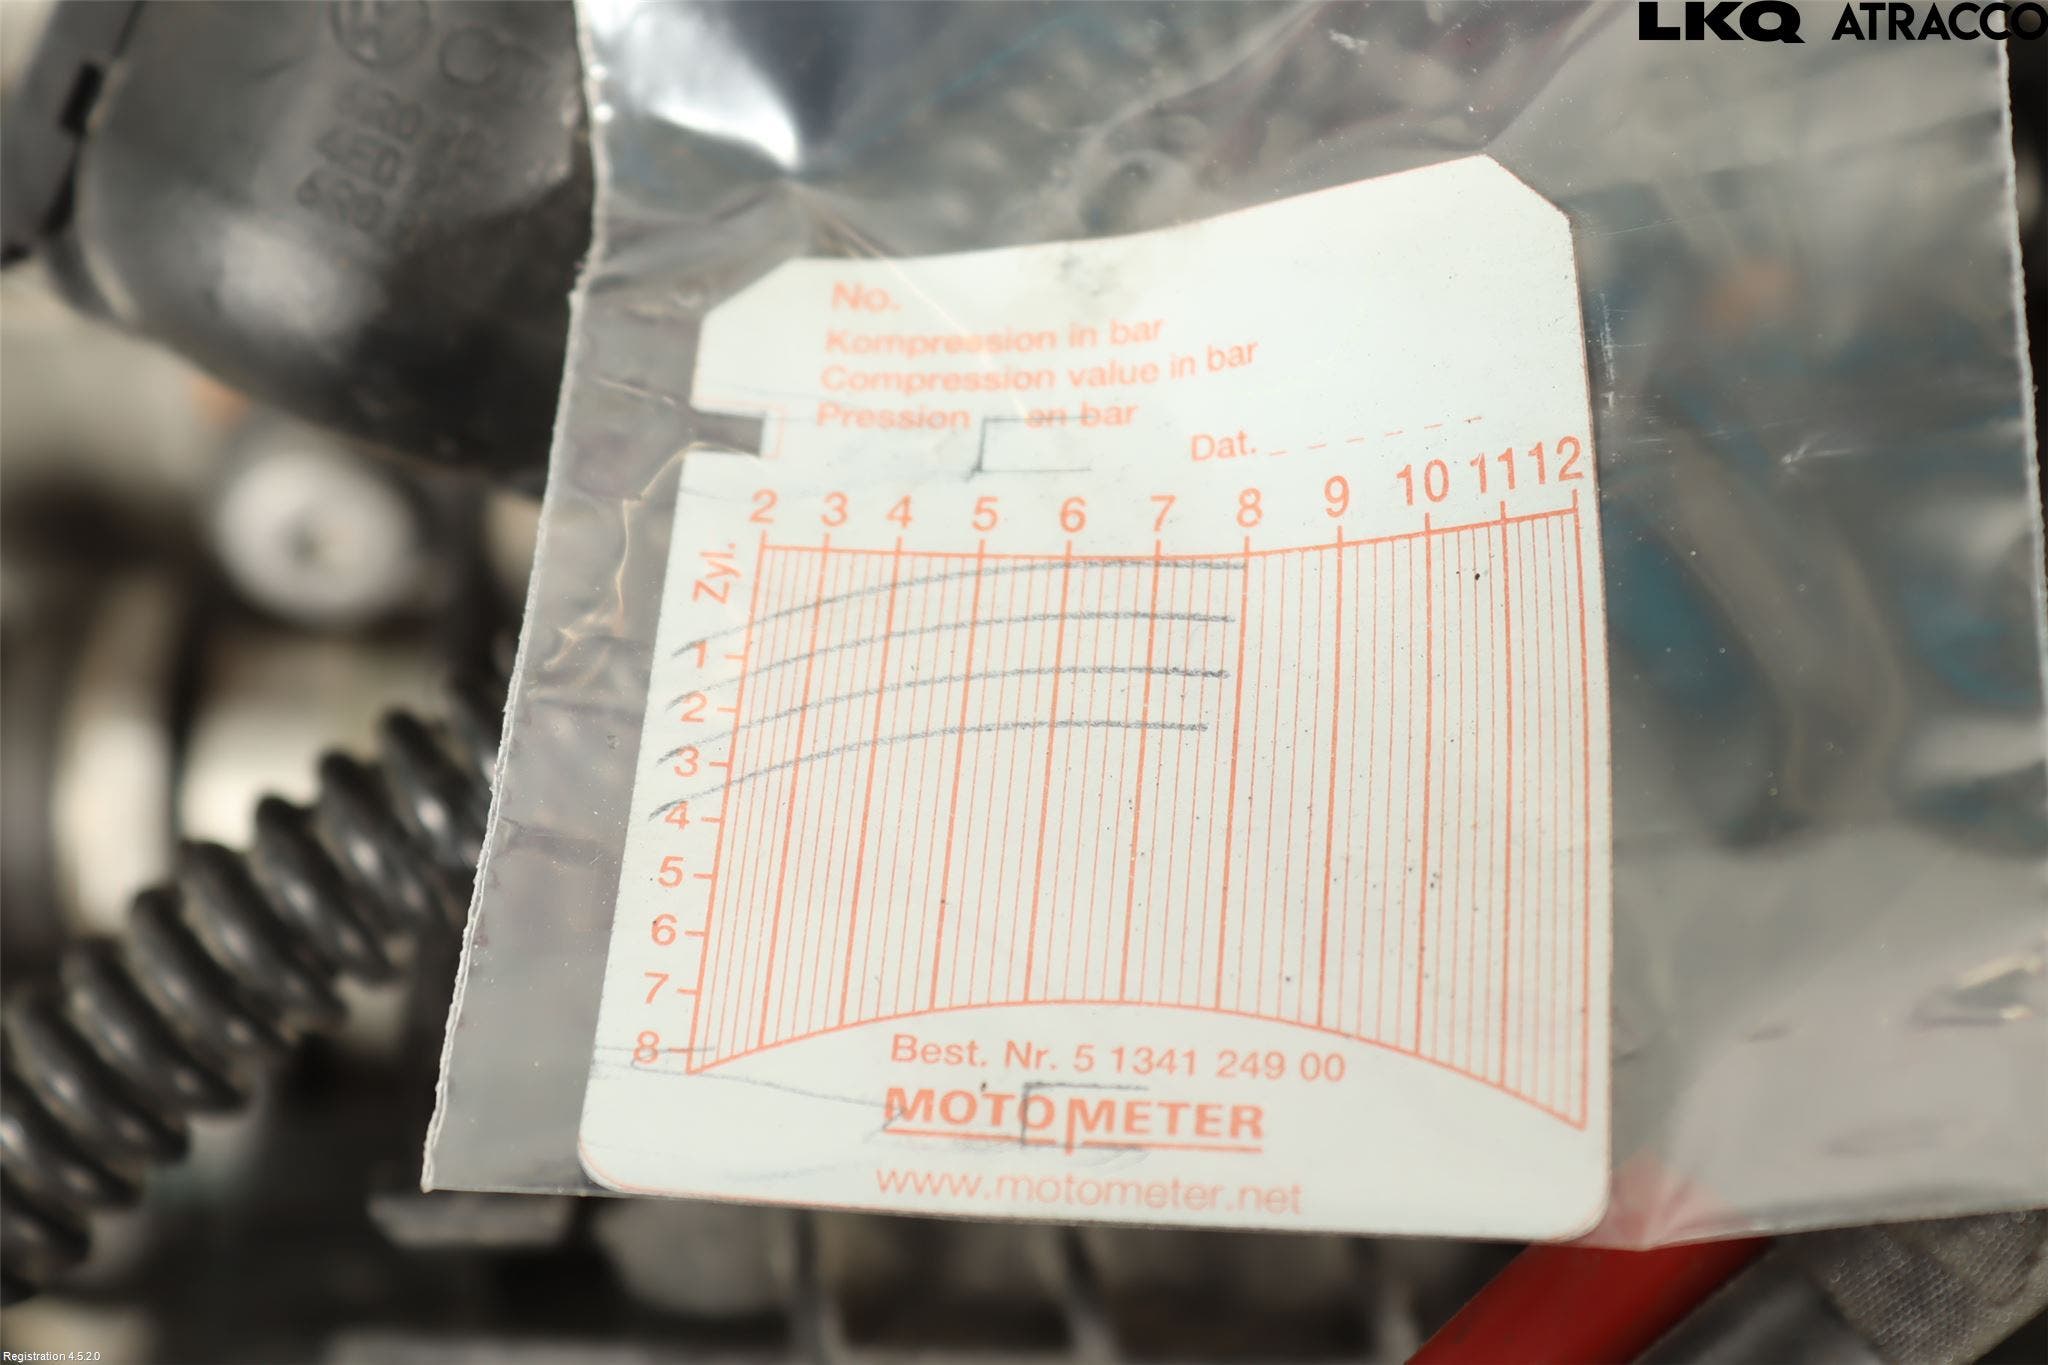 LKQ ATRACCO
No.
Kompression in bar
Compression value in bar
Pression en bar
Dat.
2 3 4 5 6 7 8 9 10 11 12
Zyl.
1
2
3
4
5
6
7
8
Best. Nr. 5 1341 249 00
MOTOMETER
www.motometer.net
Registration 4.5.2.0